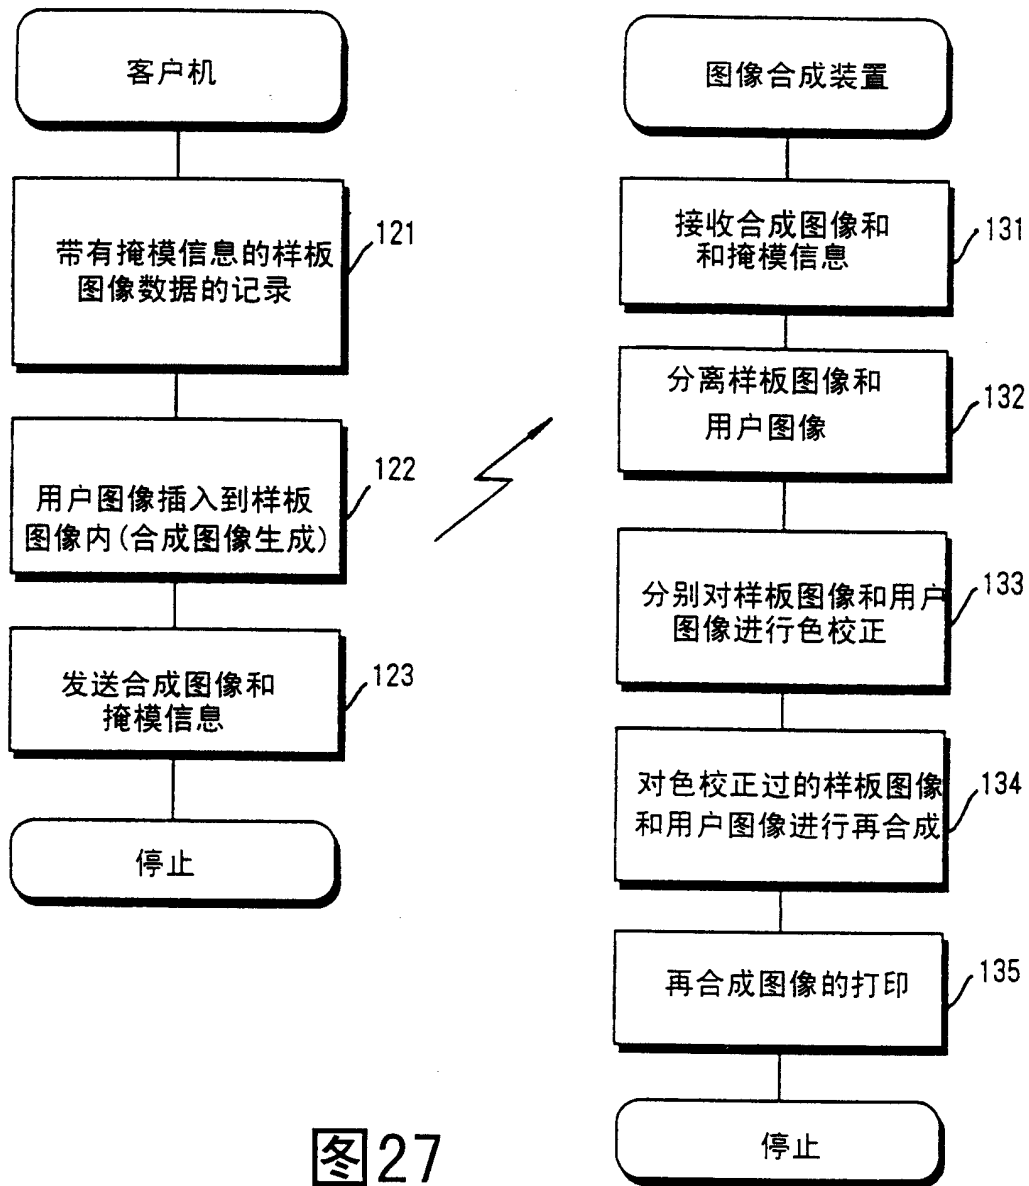 客户机
带有掩模信息的样板
图像数据的记录
121
用户图像插入到样板
图像内(合成图像生成)
122
发送合成图像和
掩模信息
123
停止
图像合成装置
接收合成图像和
和掩模信息
131
分离样板图像和
用户图像
132
分别对样板图像和用户
图像进行色校正
133
对色校正过的样板图像
和用户图像进行再合成
134
再合成图像的打印
135
停止
图27